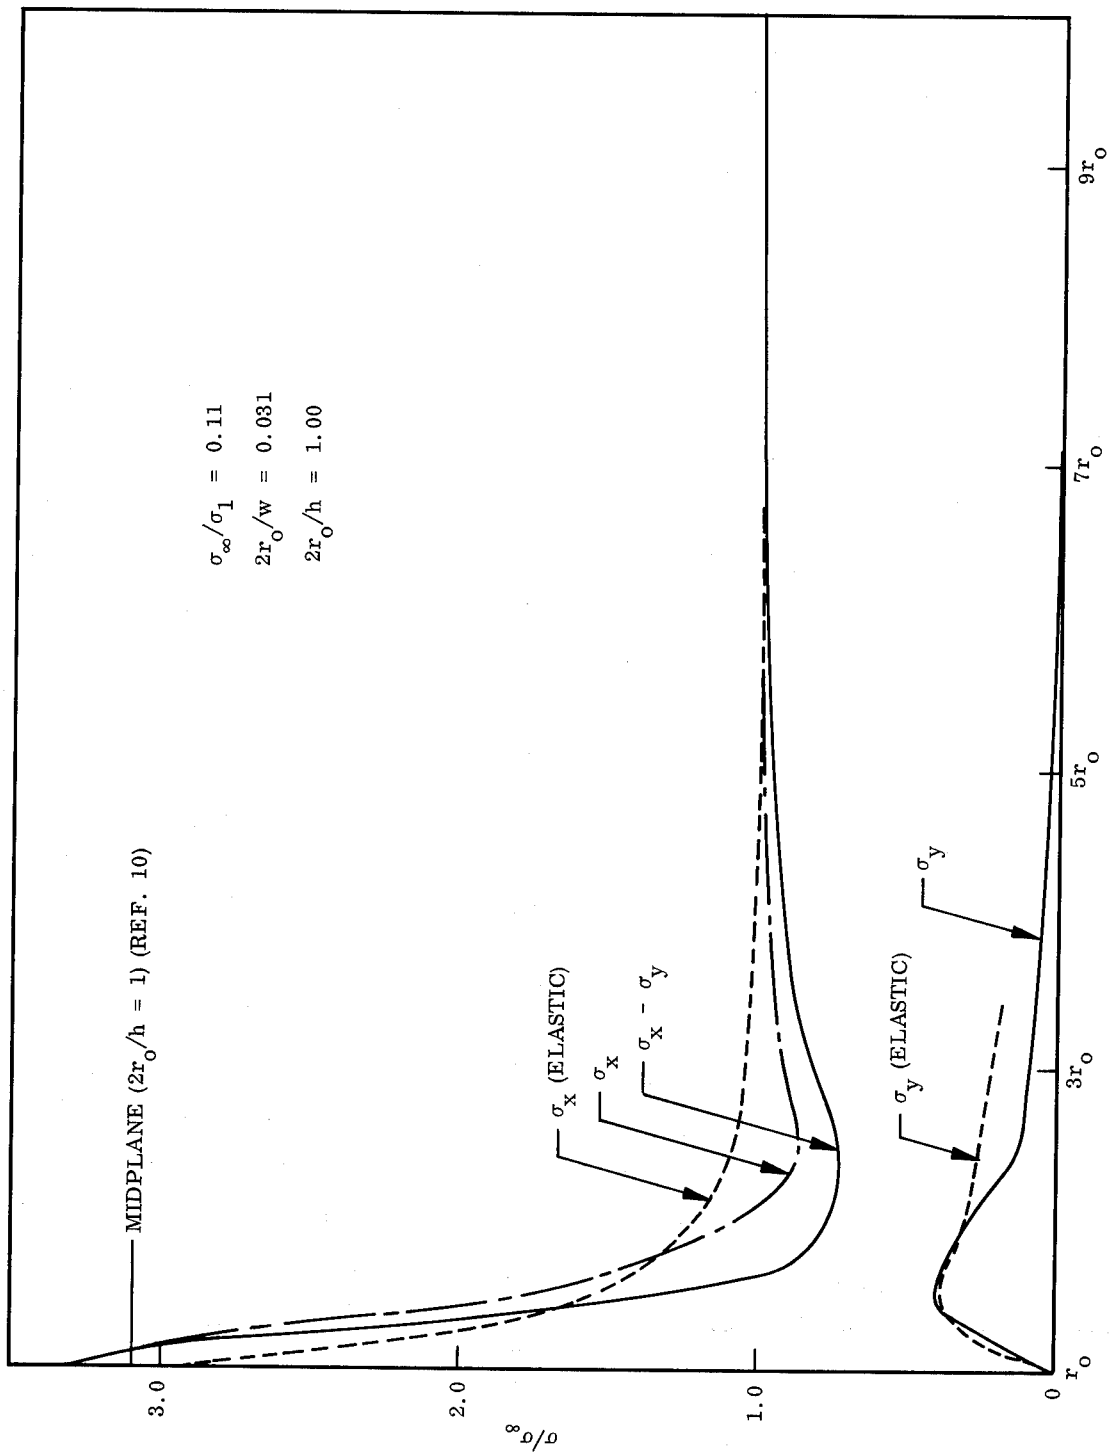 MIDPLANE (2r_o/h = 1) (REF. 10)
σ_∞/σ_1 = 0.11
2r_o/w = 0.031
2r_o/h = 1.00
σ_x (ELASTIC)
σ_x
σ_x - σ_y
σ_y (ELASTIC)
σ_y
σ/σ_∞
3.0
2.0
1.0
0
r_o
3r_o
5r_o
7r_o
9r_o